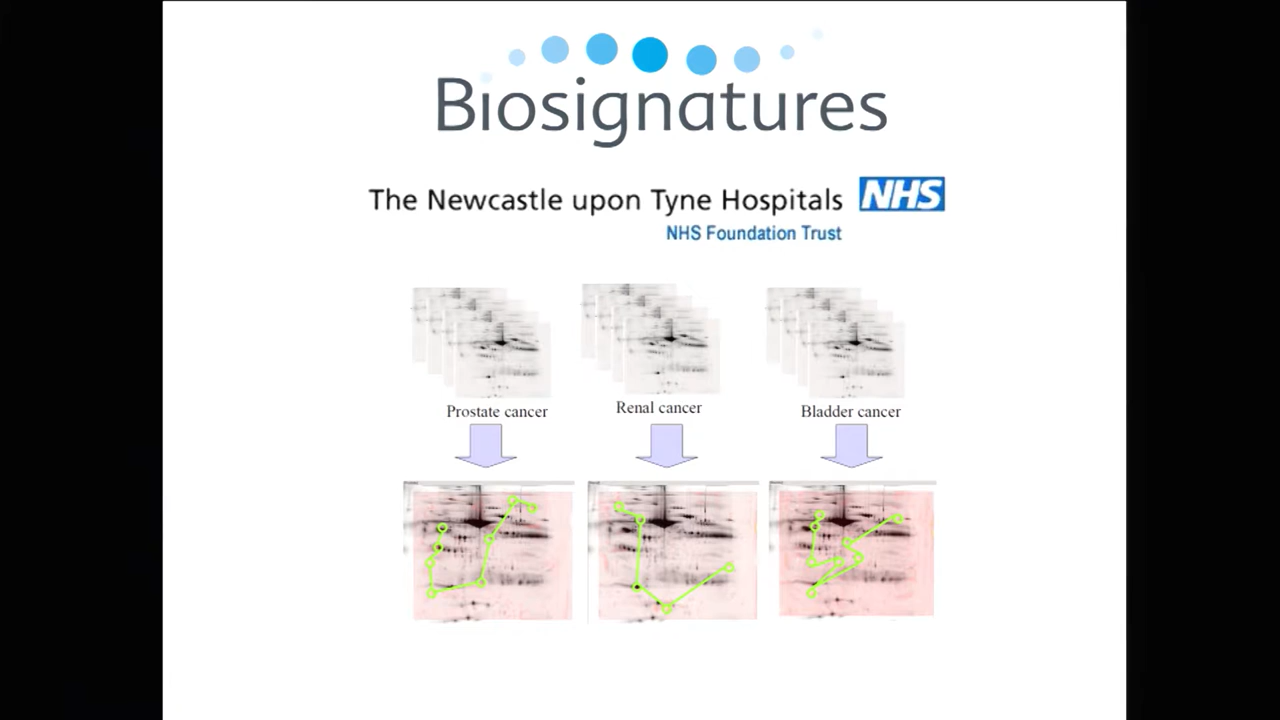 Biosignatures
The Newcastle upon Tyne Hospitals NHS
NHS Foundation Trust
Prostate cancer
Renal cancer
Bladder cancer